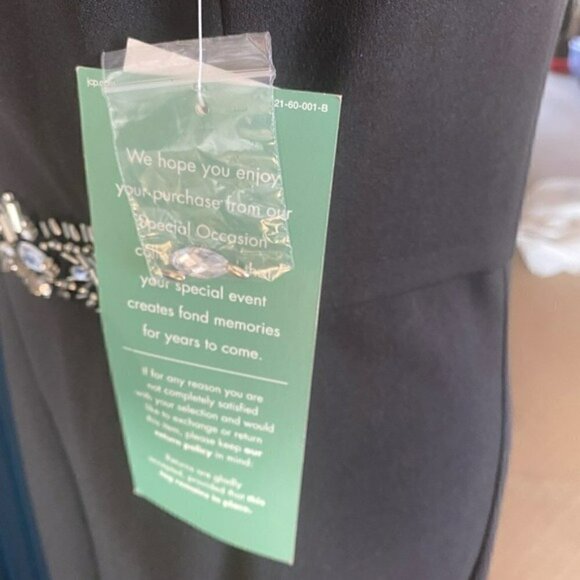 jcp.com
21-60-001-B
We hope you enjoy
your purchase from our
Special Occasion
your special event
creates fond memories
for years to come.
If for any reason you are
not completely satisfied
with your selection and would
like to exchange or return
this item, please keep our
return policy in mind:
Returns are gladly
accepted, provided that this
tag remains in place.